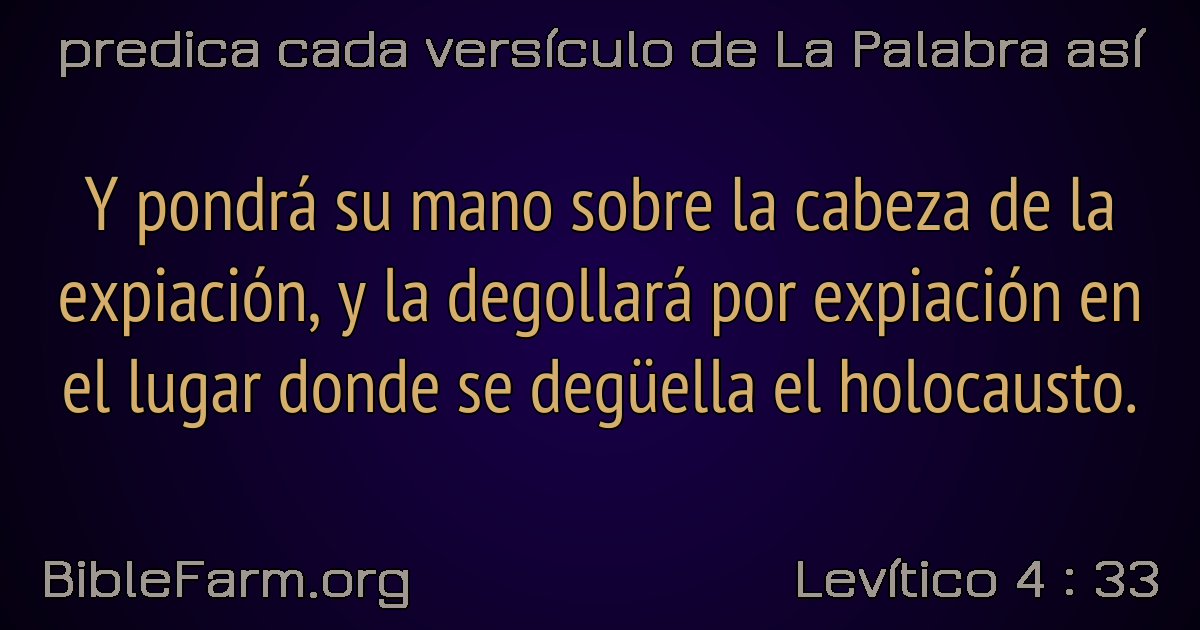 predica cada versículo de La Palabra así
Y pondrá su mano sobre la cabeza de la
expiación, y la degollará por expiación en
el lugar donde se degüella el holocausto.
BibleFarm.org
Levítico 4 : 33